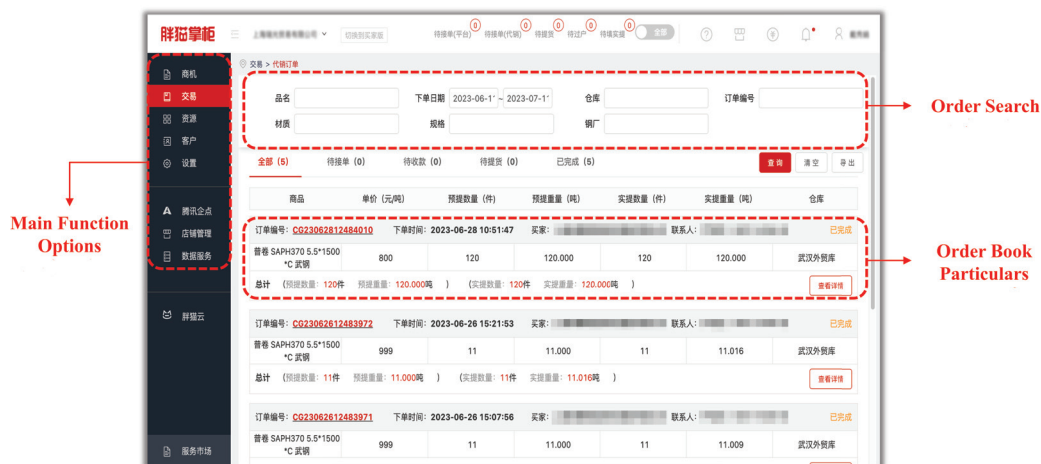 胖猫掌柜
切换到买家版
待接单(平台) 0 待接单(代销) 0 待提货 0 待过户 0 待填实提 0 全部
交易 > 代销订单
商机
交易
资源
客户
设置
腾讯企点
店铺管理
数据服务
胖猫云
服务市场
品名 下单日期 2023-06-1 ~ 2023-07-1 仓库 订单编号
材质 规格 钢厂
全部 (5) 待接单 (0) 待收款 (0) 待提货 (0) 已完成 (5) 查询 清空 导出
商品 单价 (元/吨) 预提数量 (件) 预提重量 (吨) 实提数量 (件) 实提重量 (吨) 仓库
订单编号: CG23062812484010 下单时间: 2023-06-28 10:51:47 买家: 联系人: 已完成
普卷 SAPH370 5.5*1500
*C 武钢 800 120 120.000 120 120.000 武汉外贸库
总计 (预提数量: 120件 预提重量: 120.000吨 ) (实提数量: 120件 实提重量: 120.000吨 ) 查看详情
订单编号: CG23062612483972 下单时间: 2023-06-26 15:21:53 买家: 联系人: 已完成
普卷 SAPH370 5.5*1500
*C 武钢 999 11 11.000 11 11.016 武汉外贸库
总计 (预提数量: 11件 预提重量: 11.000吨 ) (实提数量: 11件 实提重量: 11.016吨 ) 查看详情
订单编号: CG23062612483971 下单时间: 2023-06-26 15:07:56 买家: 联系人: 已完成
普卷 SAPH370 5.5*1500
*C 武钢 999 11 11.000 11 11.009 武汉外贸库
Main Function
Options
Order Search
Order Book
Particulars